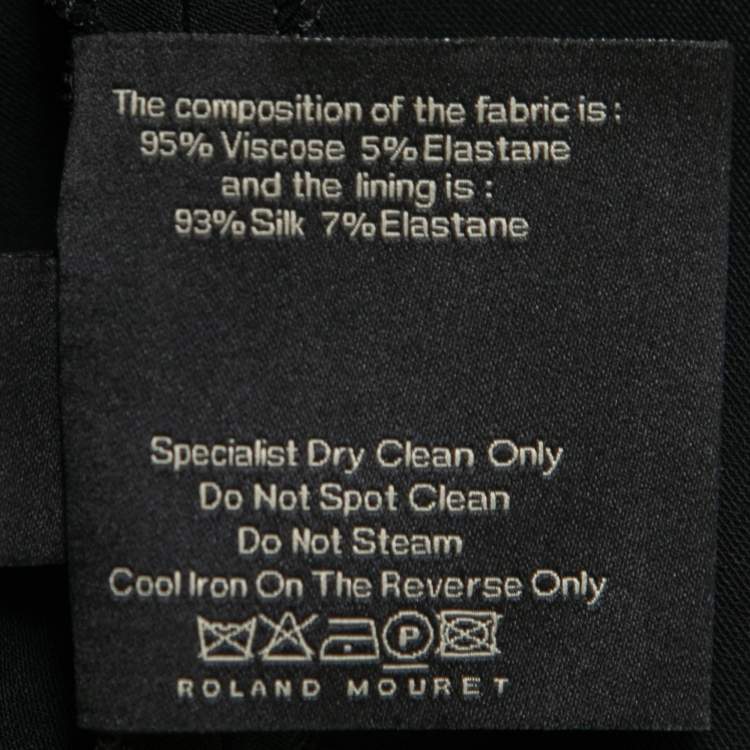 The composition of the fabric is:
95% Viscose 5% Elastane
and the lining is:
93% Silk 7% Elastane
Specialist Dry Clean Only
Do Not Spot Clean
Do Not Steam
Cool Iron On The Reverse Only
P
ROLAND MOURET